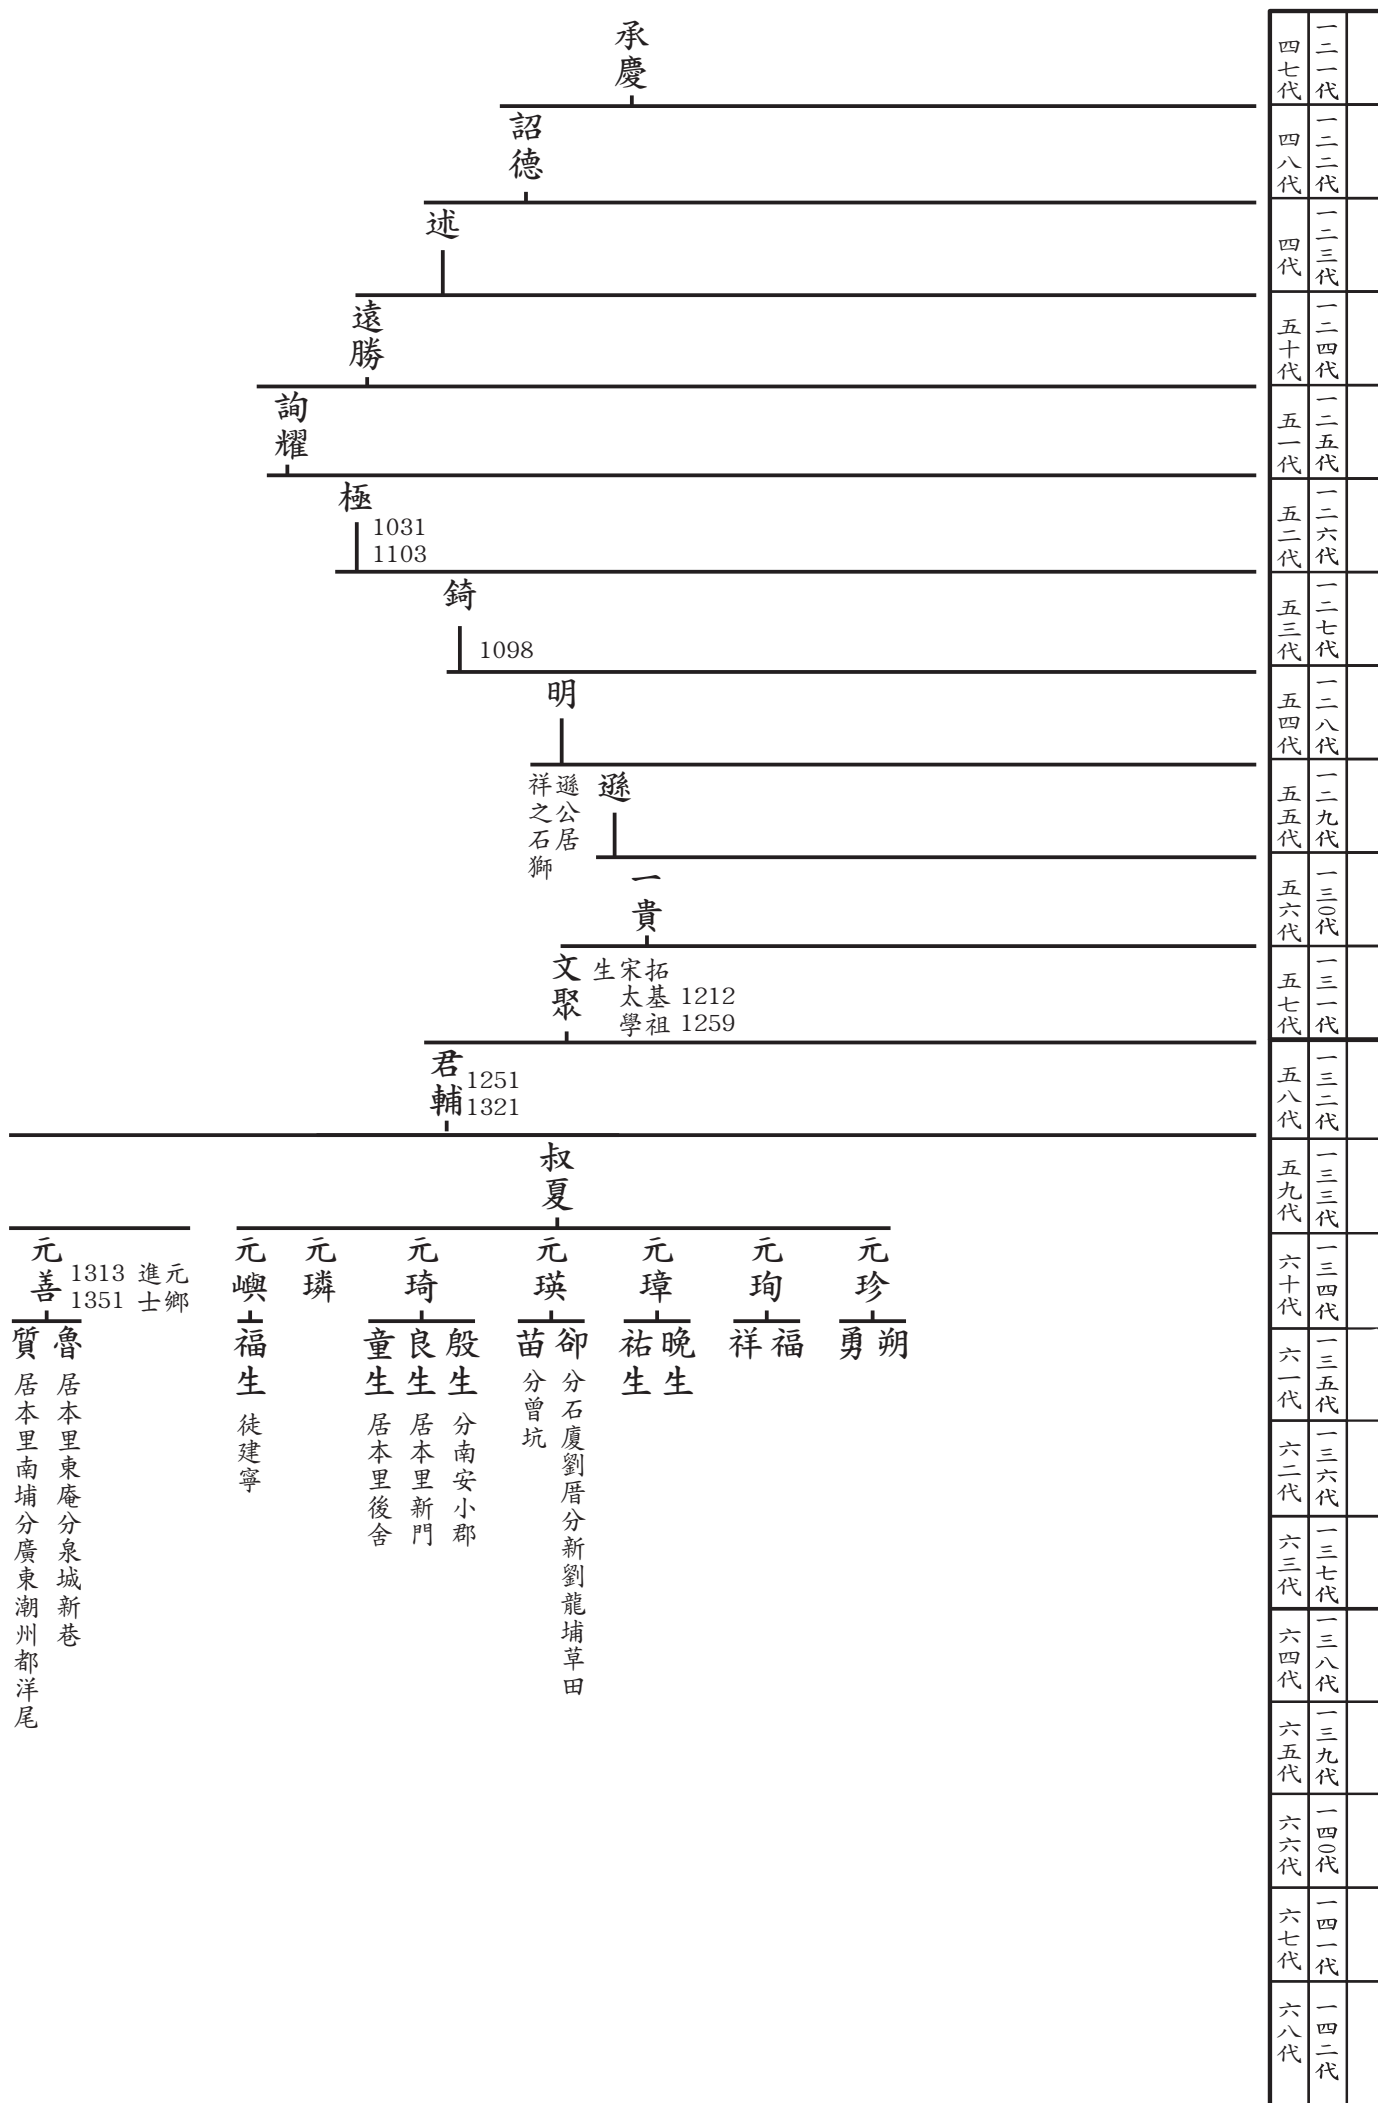 一二一代
四七代
承慶
一二二代
四八代
詔德
一二三代
四代
述
一二四代
五十代
遠勝
一二五代
五一代
詢耀
一二六代
五二代
極
1031
1103
一二七代
五三代
錡
1098
一二八代
五四代
明
一二九代
五五代
遜
遜公居
祥之石獅
一三○代
五六代
一貴
一三一代
五七代
文聚
拓基祖
宋太學
生
1212
1259
一三二代
五八代
君輔
1251
1321
一三三代
五九代
叔夏
一三四代
六十代
元珍
元珣
元璋
元瑛
元琦
元璘
元嶼
元善
元鄉
進士
1313
1351
一三五代
六一代
朔
勇
福
祥
晚生
祐生
卻
分石廈劉厝分新劉龍埔草田
苗
分曾坑
殷生
分南安小郡
良生
居本里新門
童生
居本里後舍
福生
徒建寧
魯
居本里東庵分泉城新巷
質
居本里南埔分廣東潮州都洋尾
一三六代
六二代
一三七代
六三代
一三八代
六四代
一三九代
六五代
一四○代
六六代
一四一代
六七代
一四二代
六八代